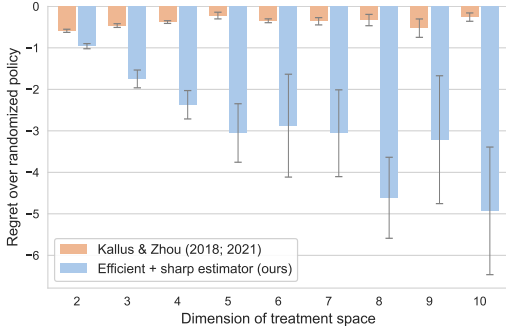 Regret over randomized policy
0
−1
−2
−3
−4
−5
−6
Kallus & Zhou (2018; 2021)
Efficient + sharp estimator (ours)
2 3 4 5 6 7 8 9 10
Dimension of treatment space